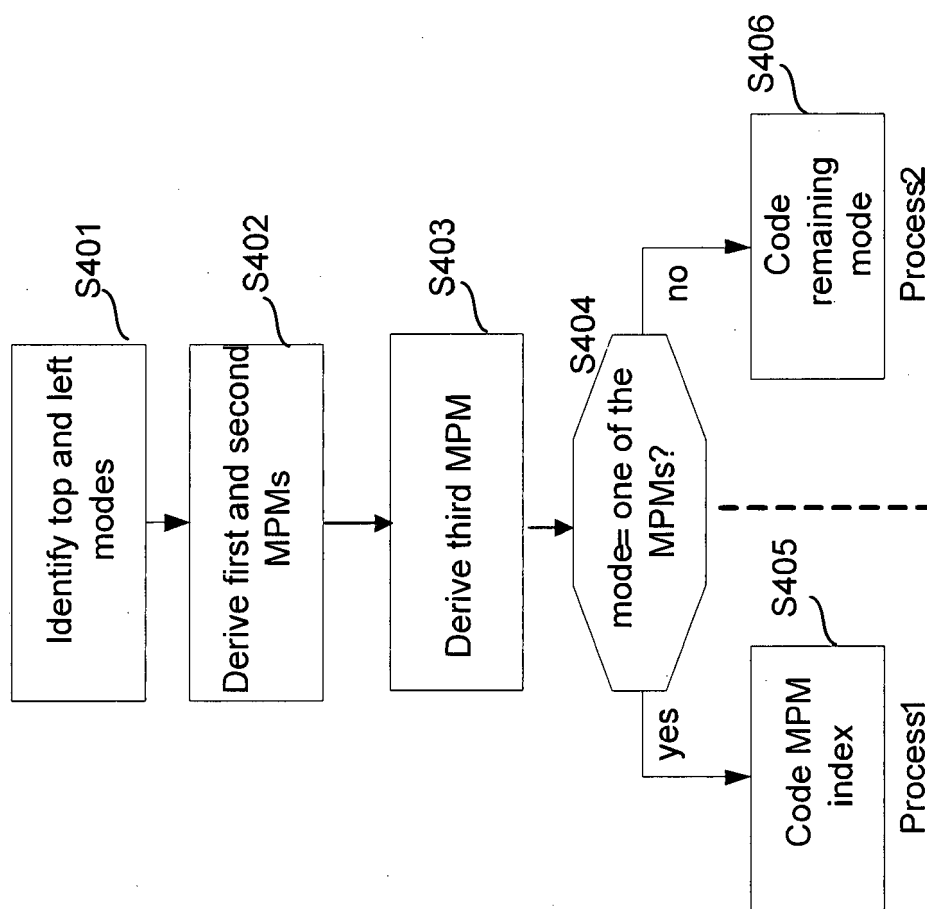 S401
Identify top and left
modes
S402
Derive first and second
MPMs
S403
Derive third MPM
S404
mode= one of the
MPMs?
yes
no
S405
Code MPM
index
Process1
S406
Code
remaining
mode
Process2